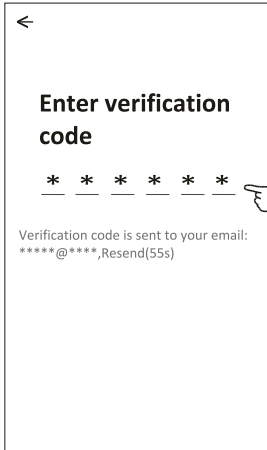 Enter verification
code
* * * * * *
Verification code is sent to your email:
*****@****,Resend(55s)